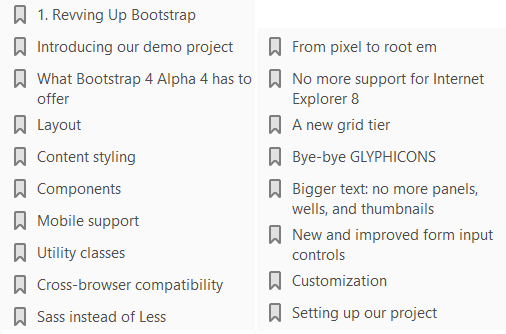 1. Revving Up Bootstrap
Introducing our demo project
What Bootstrap 4 Alpha 4 has to
offer
Layout
Content styling
Components
Mobile support
Utility classes
Cross-browser compatibility
Sass instead of Less
From pixel to root em
No more support for Internet
Explorer 8
A new grid tier
Bye-bye GLYPHICONS
Bigger text: no more panels,
wells, and thumbnails
New and improved form input
controls
Customization
Setting up our project